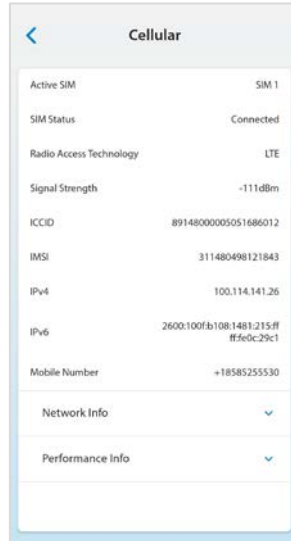 Cellular
Active SIM SIM 1
SIM Status Connected
Radio Access Technology LTE
Signal Strength -111dBm
ICCID 89148000005051686012
IMSI 311480498121843
IPv4 100.114.141.26
IPv6 2600:100f:b108:1481:215:ff
ff:fe0c:29c1
Mobile Number +18585255530
Network Info
Performance Info